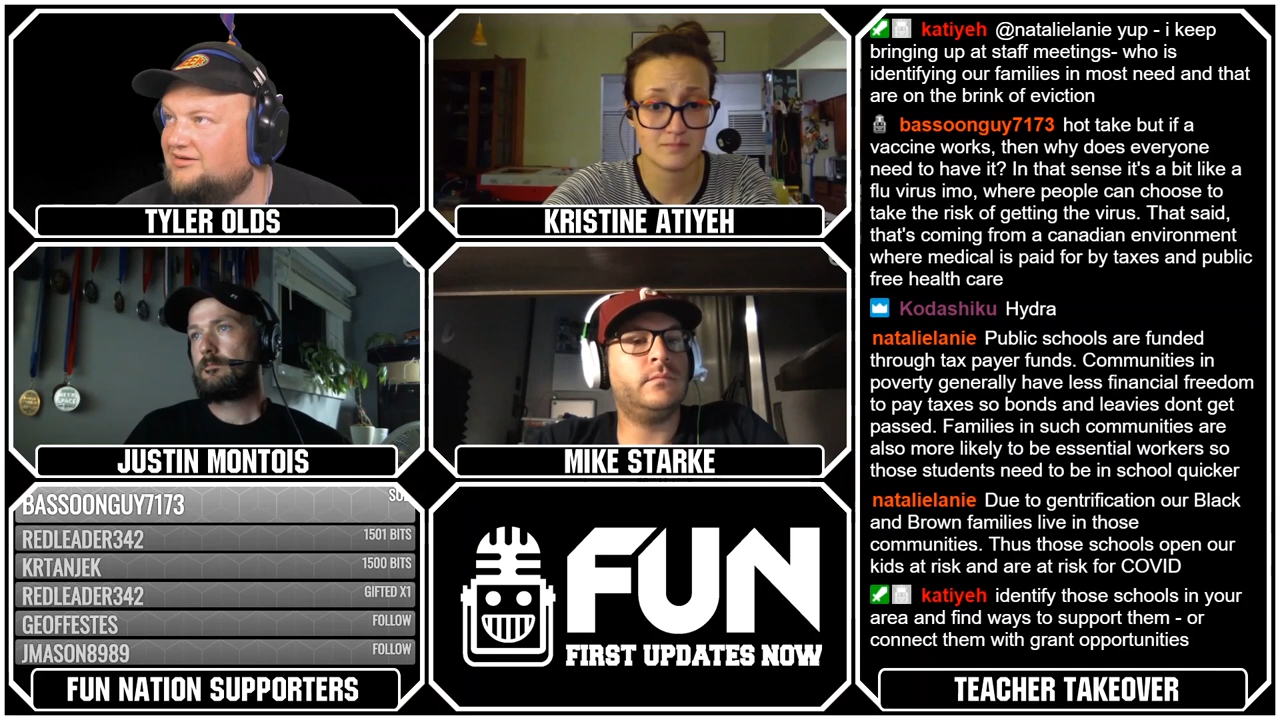 TYLER OLDS
KRISTINE ATIYEH
JUSTIN MONTOIS
MIKE STARKE
BASSOONGUY7173
REDLEADER342 1501 BITS
KRTANJEK 1500 BITS
REDLEADER342 GIFTED X1
GEOFFESTES FOLLOW
JMASON8989 FOLLOW
FUN NATION SUPPORTERS
FUN
FIRST UPDATES NOW
katiyeh @natalielanie yup - i keep
bringing up at staff meetings- who is
identifying our families in most need and that
are on the brink of eviction
bassoonguy7173 hot take but if a
vaccine works, then why does everyone
need to have it? In that sense it's a bit like a
flu virus imo, where people can choose to
take the risk of getting the virus. That said,
that's coming from a canadian environment
where medical is paid for by taxes and public
free health care
Kodashiku Hydra
natalielanie Public schools are funded
through tax payer funds. Communities in
poverty generally have less financial freedom
to pay taxes so bonds and leavies dont get
passed. Families in such communities are
also more likely to be essential workers so
those students need to be in school quicker
natalielanie Due to gentrification our Black
and Brown families live in those
communities. Thus those schools open our
kids at risk and are at risk for COVID
katiyeh identify those schools in your
area and find ways to support them - or
connect them with grant opportunities
TEACHER TAKEOVER